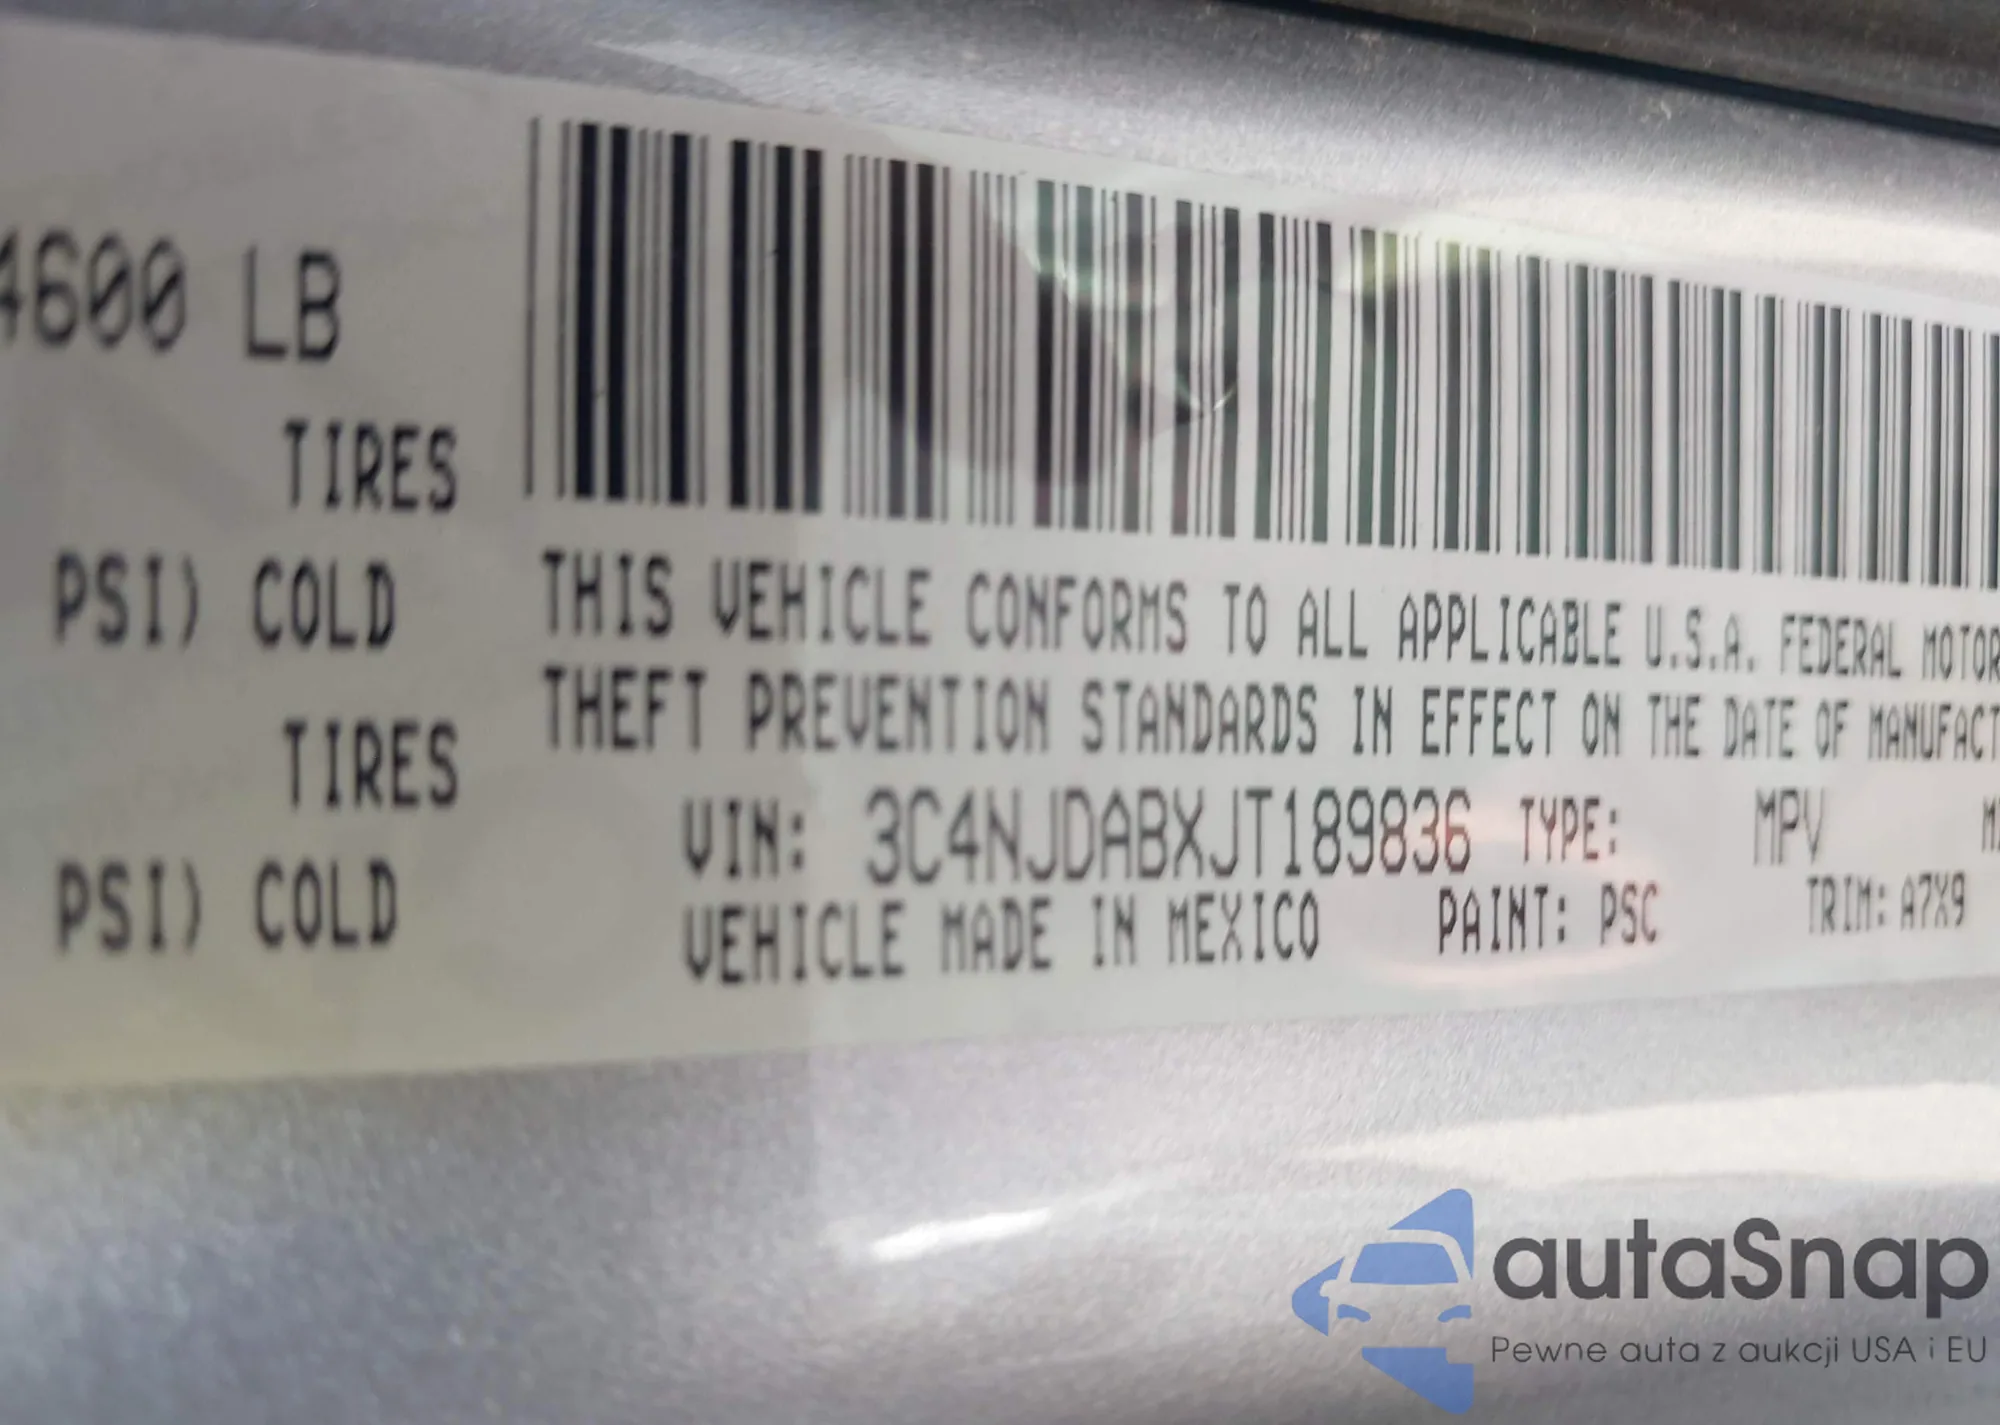 4600 LB
TIRES
PSI) COLD
TIRES
PSI) COLD
THIS VEHICLE CONFORMS TO ALL APPLICABLE U.S.A. FEDERAL MOTOR
THEFT PREVENTION STANDARDS IN EFFECT ON THE DATE OF MANUFACT
VIN: 3C4NJDABXJT189836 TYPE: MPV
VEHICLE MADE IN MEXICO PAINT: PSC TRIM: A7X9
autaSnap
Pewne auta z aukcji USA i EU